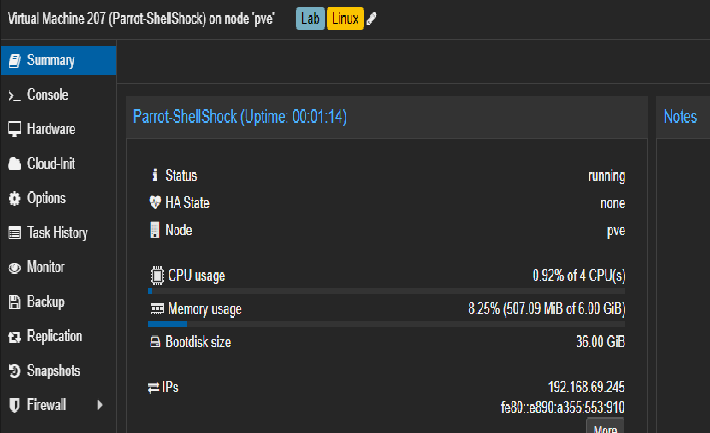 Virtual Machine 207 (Parrot-ShellShock) on node 'pve' Lab Linux
Summary
>_ Console
Hardware
Cloud-Init
Options
Task History
Monitor
Backup
Replication
Snapshots
Firewall
Parrot-ShellShock (Uptime: 00:01:14)
Status running
HA State none
Node pve
CPU usage 0.92% of 4 CPU(s)
Memory usage 8.25% (507.09 MiB of 6.00 GiB)
Bootdisk size 36.00 GiB
IPs 192.168.69.245
fe80::e890:a365:553:910
More
Notes